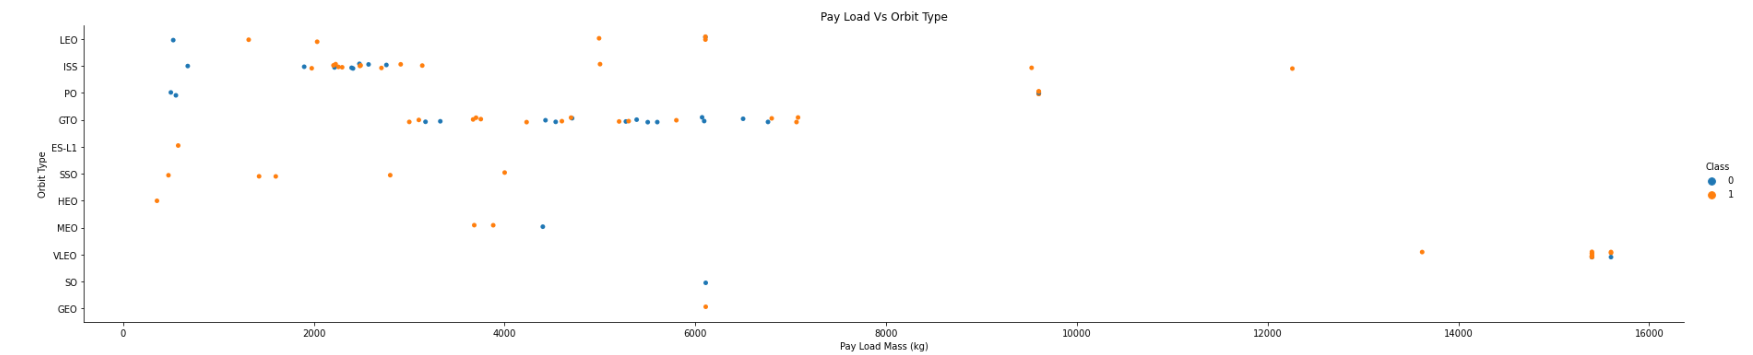 Pay Load Vs Orbit Type
Orbit Type
LEO
ISS
PO
GTO
ES-L1
SSO
HEO
MEO
VLEO
SO
GEO
0 2000 4000 6000 8000 10000 12000 14000 16000
Pay Load Mass (kg)
Class
0
1